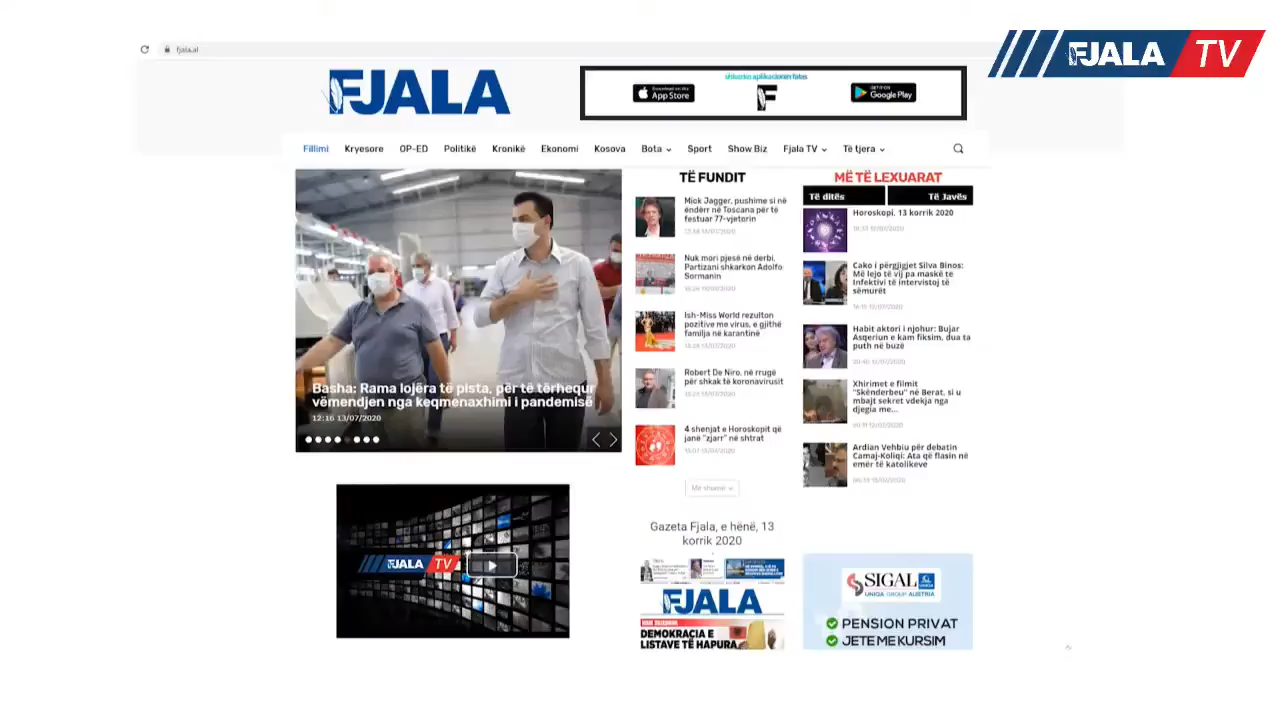 fjala.al
FJALA TV
FJALA
shkarko aplikacionin falas
App Store
F
GET IT ON
Google Play
Fillimi
Kryesore
OP-ED
Politikë
Kronikë
Ekonomi
Kosova
Bota
Sport
Show Biz
Fjala TV
Të tjera
Basha: Rama lojëra të pista, për të tërhequr
vëmendjen nga keqmenaxhimi i pandemisë
12:16 13/07/2020
FJALA TV
TË FUNDIT
Mick Jagger, pushime si në
ëndërr në Toscana për të
festuar 77-vjetorin
Nuk mori pjesë në derbi,
Partizani shkarkon Adolfo
Sormanin
Ish-Miss World rezulton
pozitive me virus, e gjithë
familja në karantinë
Robert De Niro, në rrugë
për shkak të koronavirusit
4 shenjat e Horoskopit që
janë "zjarr" në shtrat
Më shumë
Gazeta Fjala, e hënë, 13
korrik 2020
FJALA
DEMOKRACIA E
LISTAVE TË HAPURA
MË TË LEXUARAT
Të ditës
Të Javës
Horoskopi, 13 korrik 2020
Cako i përgjigjet Silva Binos:
Më lejo të vij pa maskë te
Infektivi të intervistoj të
sëmurët
Habit aktori i njohur: Bujar
Asqeriun e kam fiksim, dua ta
puth në buzë
Xhirimet e filmit
"Skënderbeu" në Berat, si u
mbajt sekret vdekja nga
djegia me...
Ardian Vehbiu për debatin
Camaj-Koliqi: Ata që flasin në
emër të katolikëve
SIGAL
UNIQA
UNIQA GROUP AUSTRIA
PENSION PRIVAT
JETE ME KURSIM